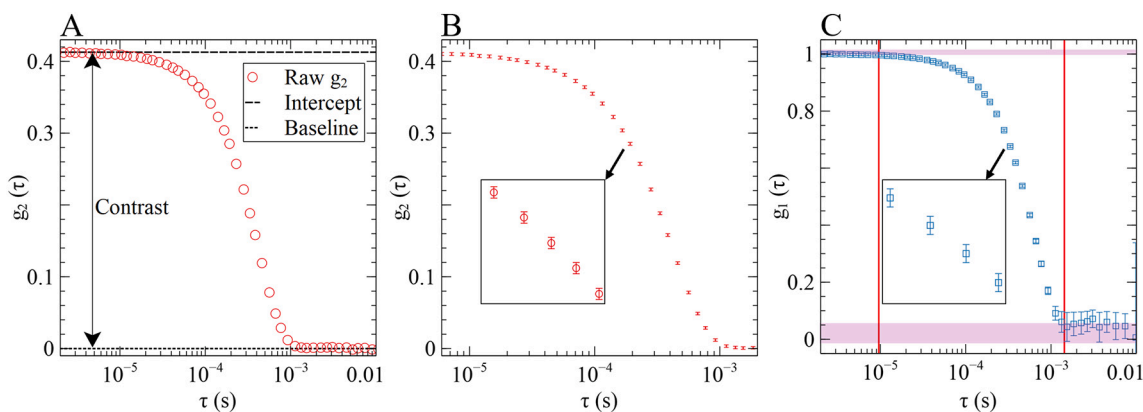 A
B
C
0.4
0.3
0.1
0
g₂ (τ)
Raw g₂
Intercept
Baseline
Contrast
10⁻⁵
10⁻⁴
10⁻³
0.01
τ (s)
0.4
0.3
0.1
0
g₂ (τ)
10⁻⁵
10⁻⁴
10⁻³
τ (s)
1
0.8
0.2
0
g₁ (τ)
10⁻⁵
10⁻⁴
10⁻³
0.01
τ (s)